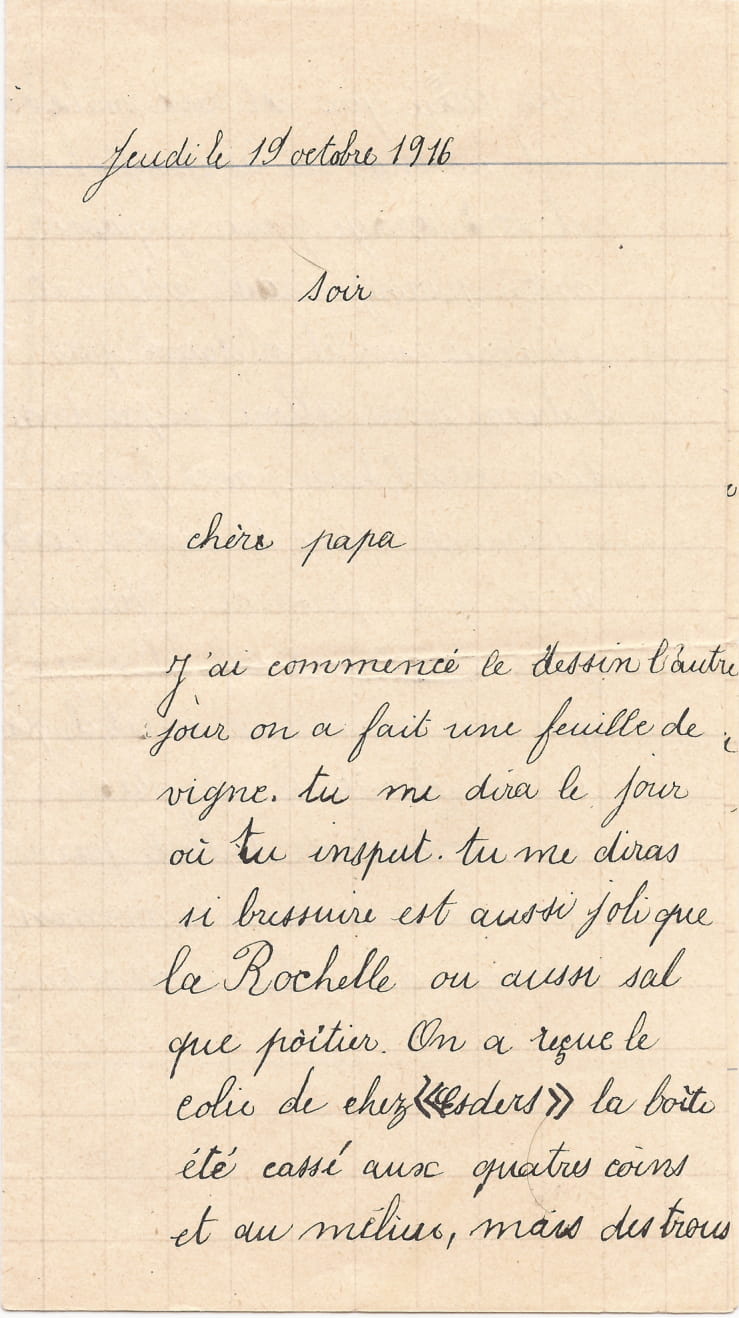 Jeudi le 19 octobre 1916
soir
chère papa
J'ai commencé le dessin l'autre
jour on a fait une feuille de
vigne. tu me dira le jour
où tu insput. tu me diras
si bressuire est aussi joli que
la Rochelle ou aussi sal
que poitier. On a reçue le
colie de chez «Esders» la boîte
été cassé aux quatres coins
et au mélieu, mais des trous